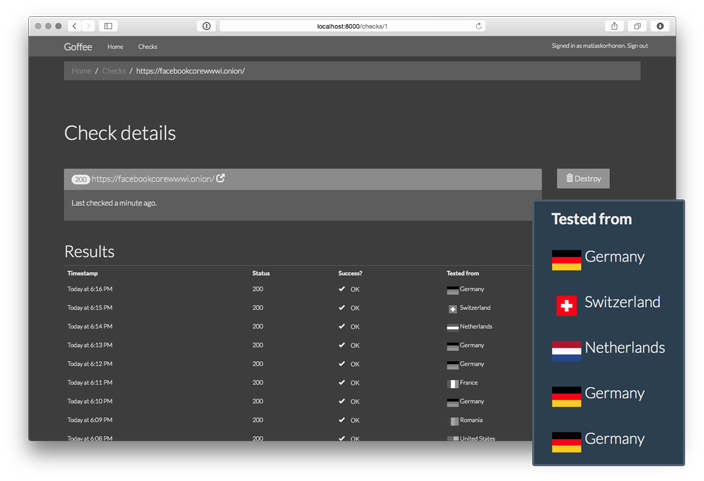 localhost:8000/checks/1
Goffee Home Checks Signed in as matiaskorhonen. Sign out
Home / Checks / https://facebookcorewwwi.onion/
Check details
200 https://facebookcorewwwi.onion/ Destroy
Last checked a minute ago.
Results
Timestamp Status Success? Tested from
Today at 6:16 PM 200 OK Germany
Today at 6:15 PM 200 OK Switzerland
Today at 6:14 PM 200 OK Netherlands
Today at 6:13 PM 200 OK Germany
Today at 6:12 PM 200 OK Germany
Today at 6:11 PM 200 OK France
Today at 6:10 PM 200 OK Germany
Today at 6:09 PM 200 OK Romania
Today at 6:08 PM 200 OK United States
Tested from
Germany
Switzerland
Netherlands
Germany
Germany